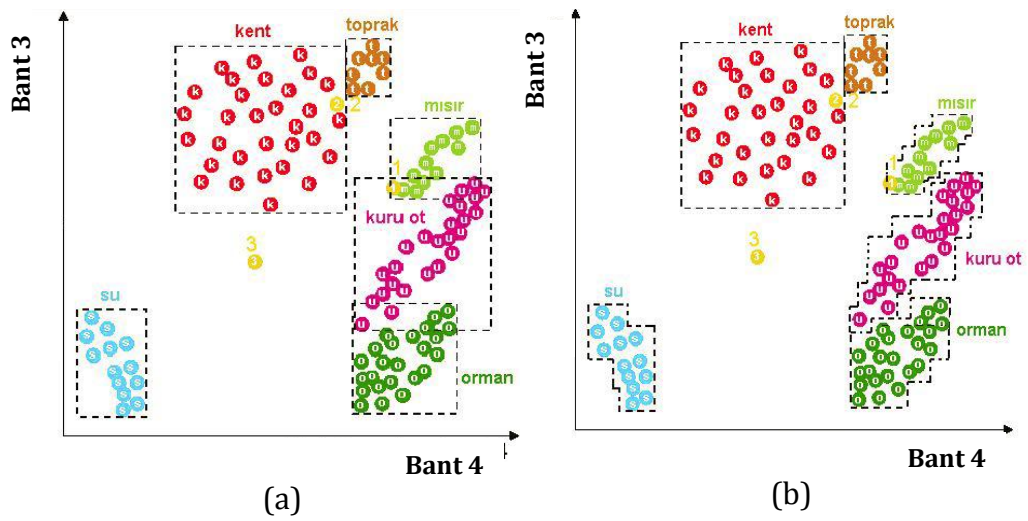 Bant 3
kent
toprak
2
mısır
1
kuru ot
3
su
orman
Bant 4
(a)
Bant 3
kent
toprak
2
mısır
1
kuru ot
3
su
orman
Bant 4
(b)